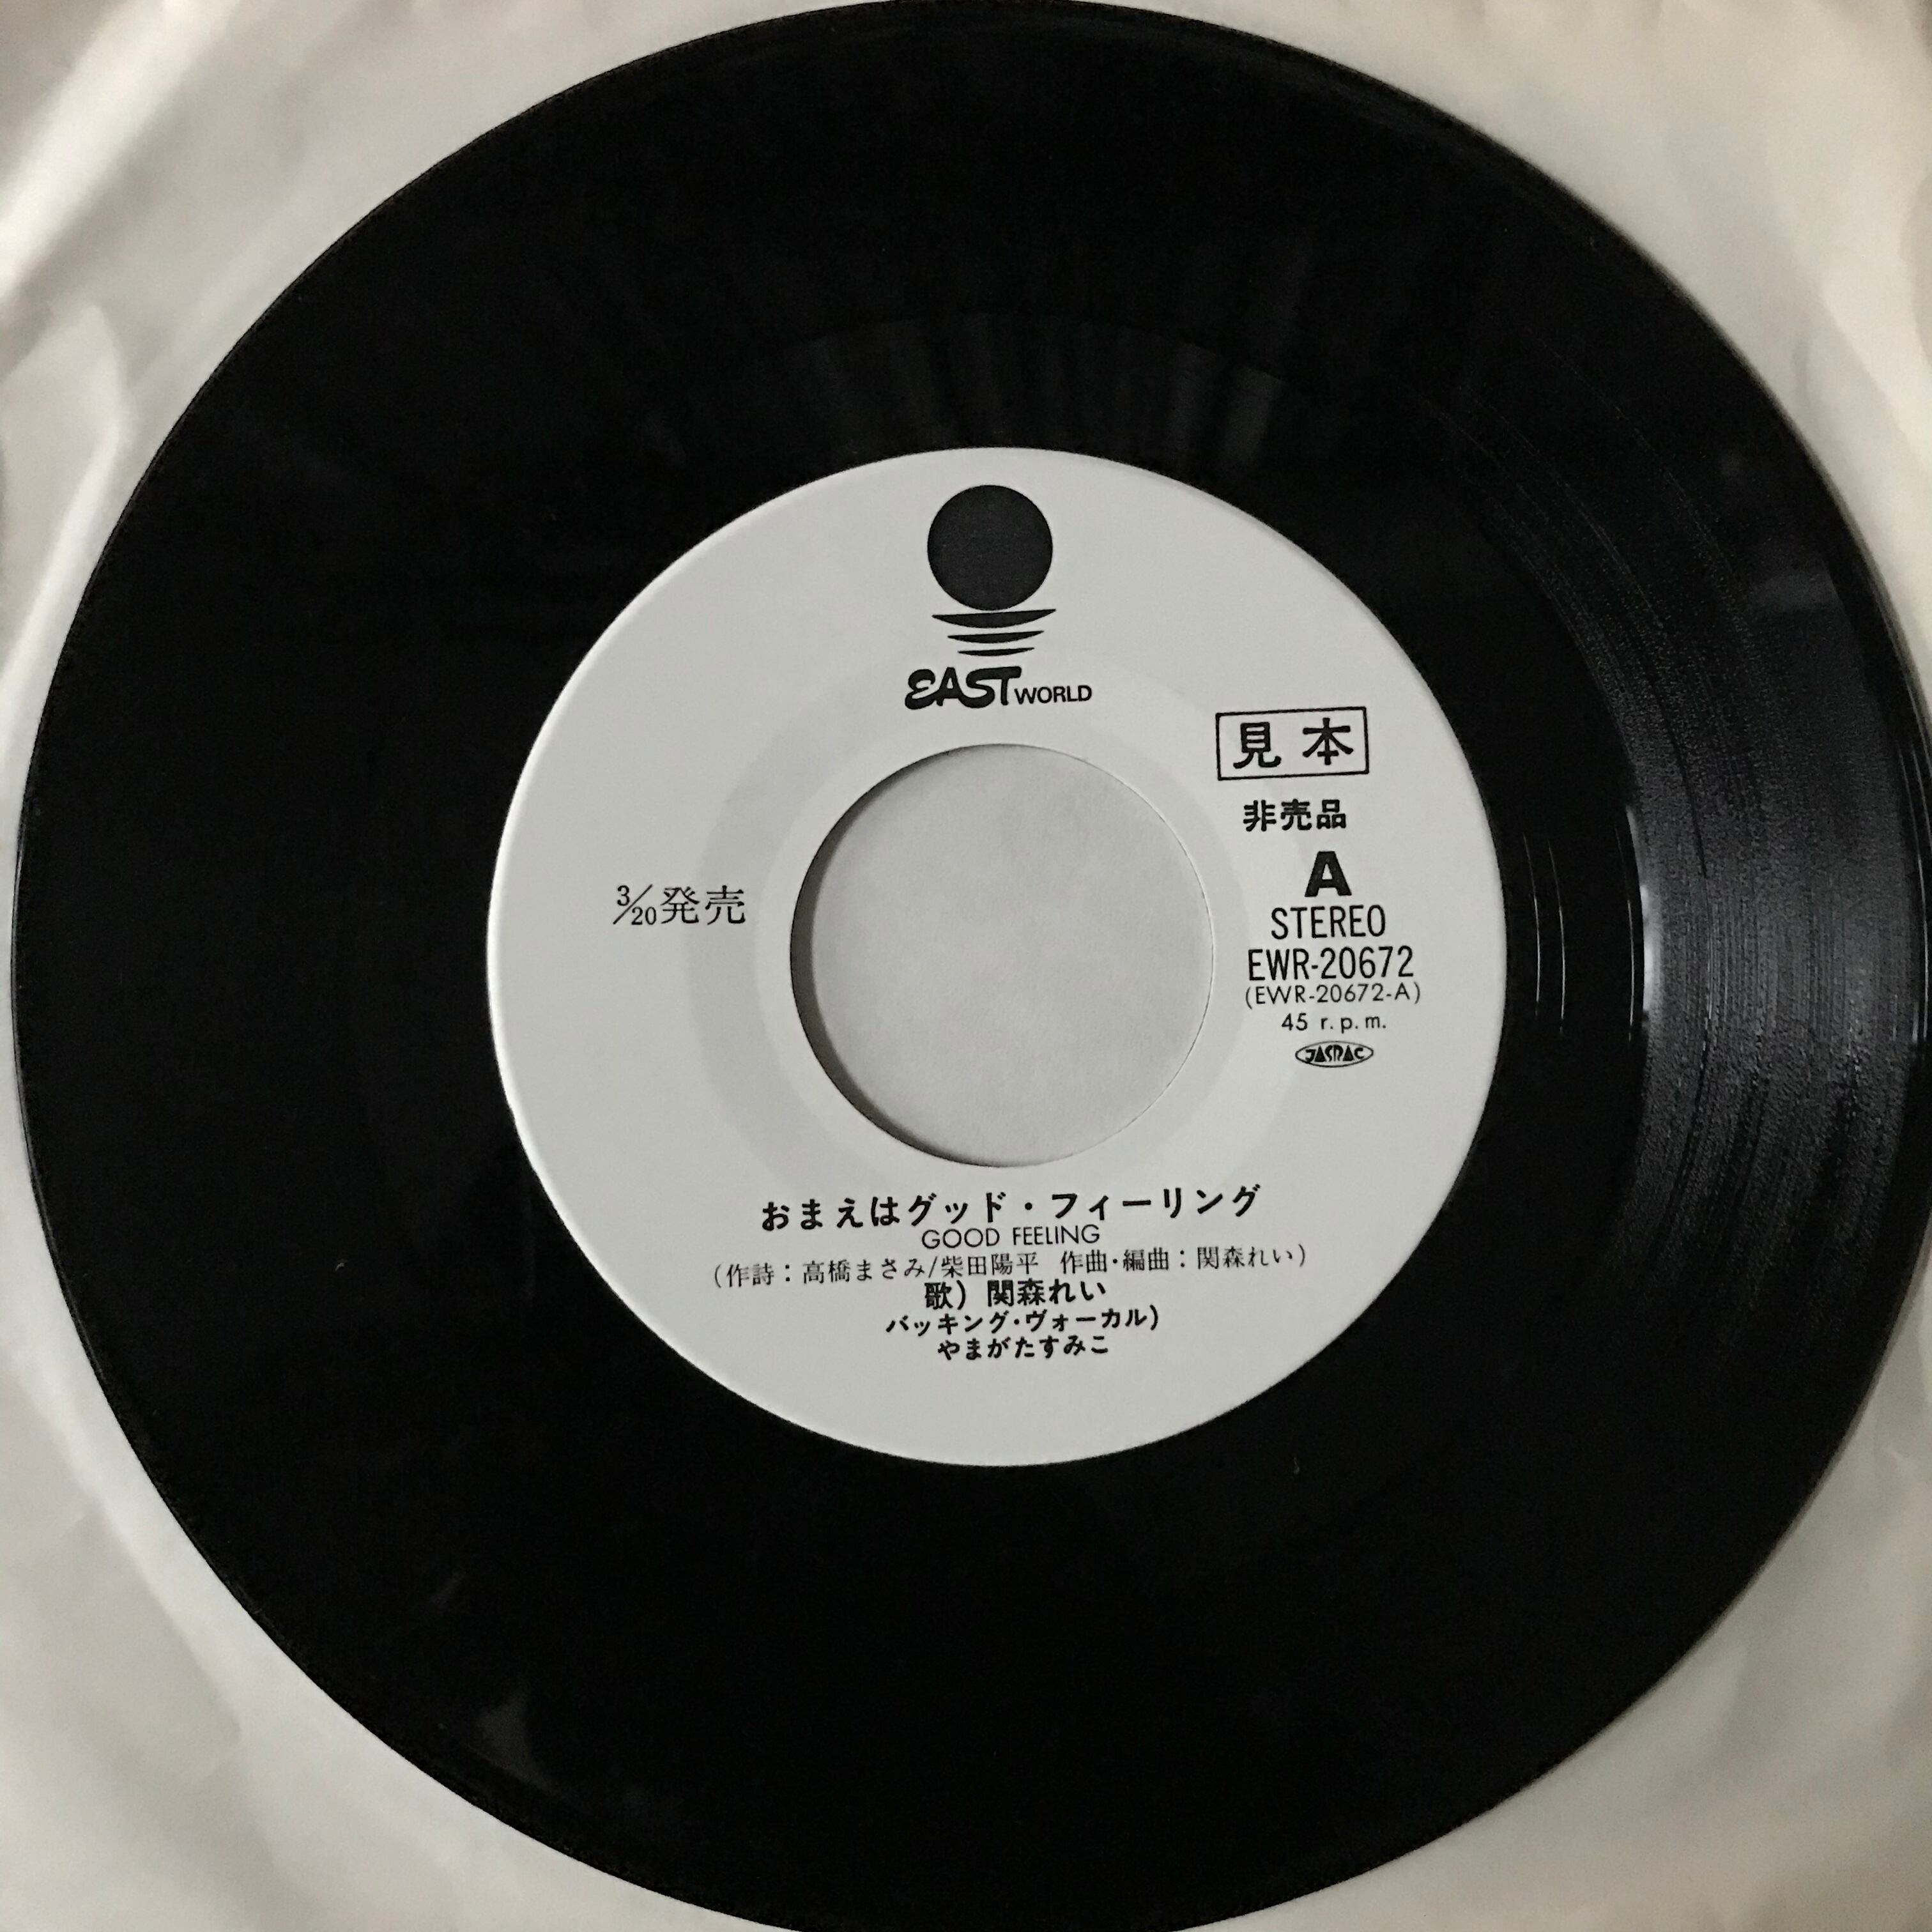 EAST WORLD
見本
非売品
A
STEREO
EWR-20672
(EWR-20672-A)
45 r.p.m.
JASRAC
3/20発売
おまえはグッド・フィーリング
GOOD FEELING
(作詩:高橋まさみ/柴田陽平 作曲・編曲:関森れい)
歌)関森れい
バッキング・ヴォーカル)
やまがたすみこ